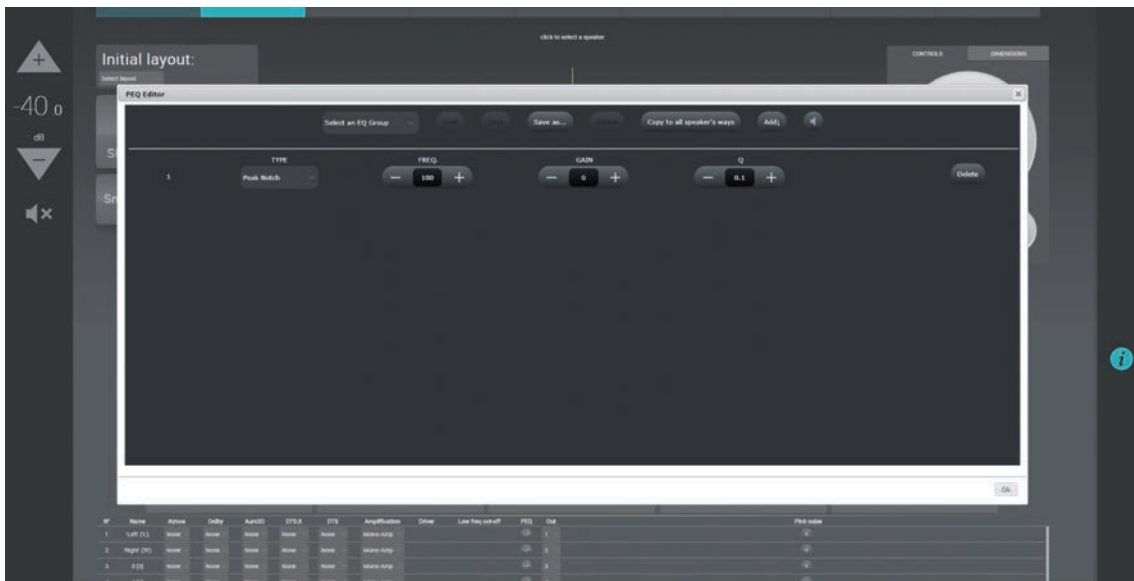 click to select a speaker
+
Initial layout:
CONTROLS DIMENSIONS
Select layout
PEQ Editor
-40 0
dB
Select an EQ Group Save as... Copy to all speaker's ways Add
TYPE FREQ. GAIN Q
Peak Notch − 100 + − 0 + − 0.1 + Delete
Ok
N° Name Atmos Dolby Auro3D DTS:X DTS Amplification Driver Low freq cut-off PEQ Out Pink noise
1 None None None None None Mono Amp 1
2 None None None None None Mono Amp 2
3 None None None None None Mono Amp 3